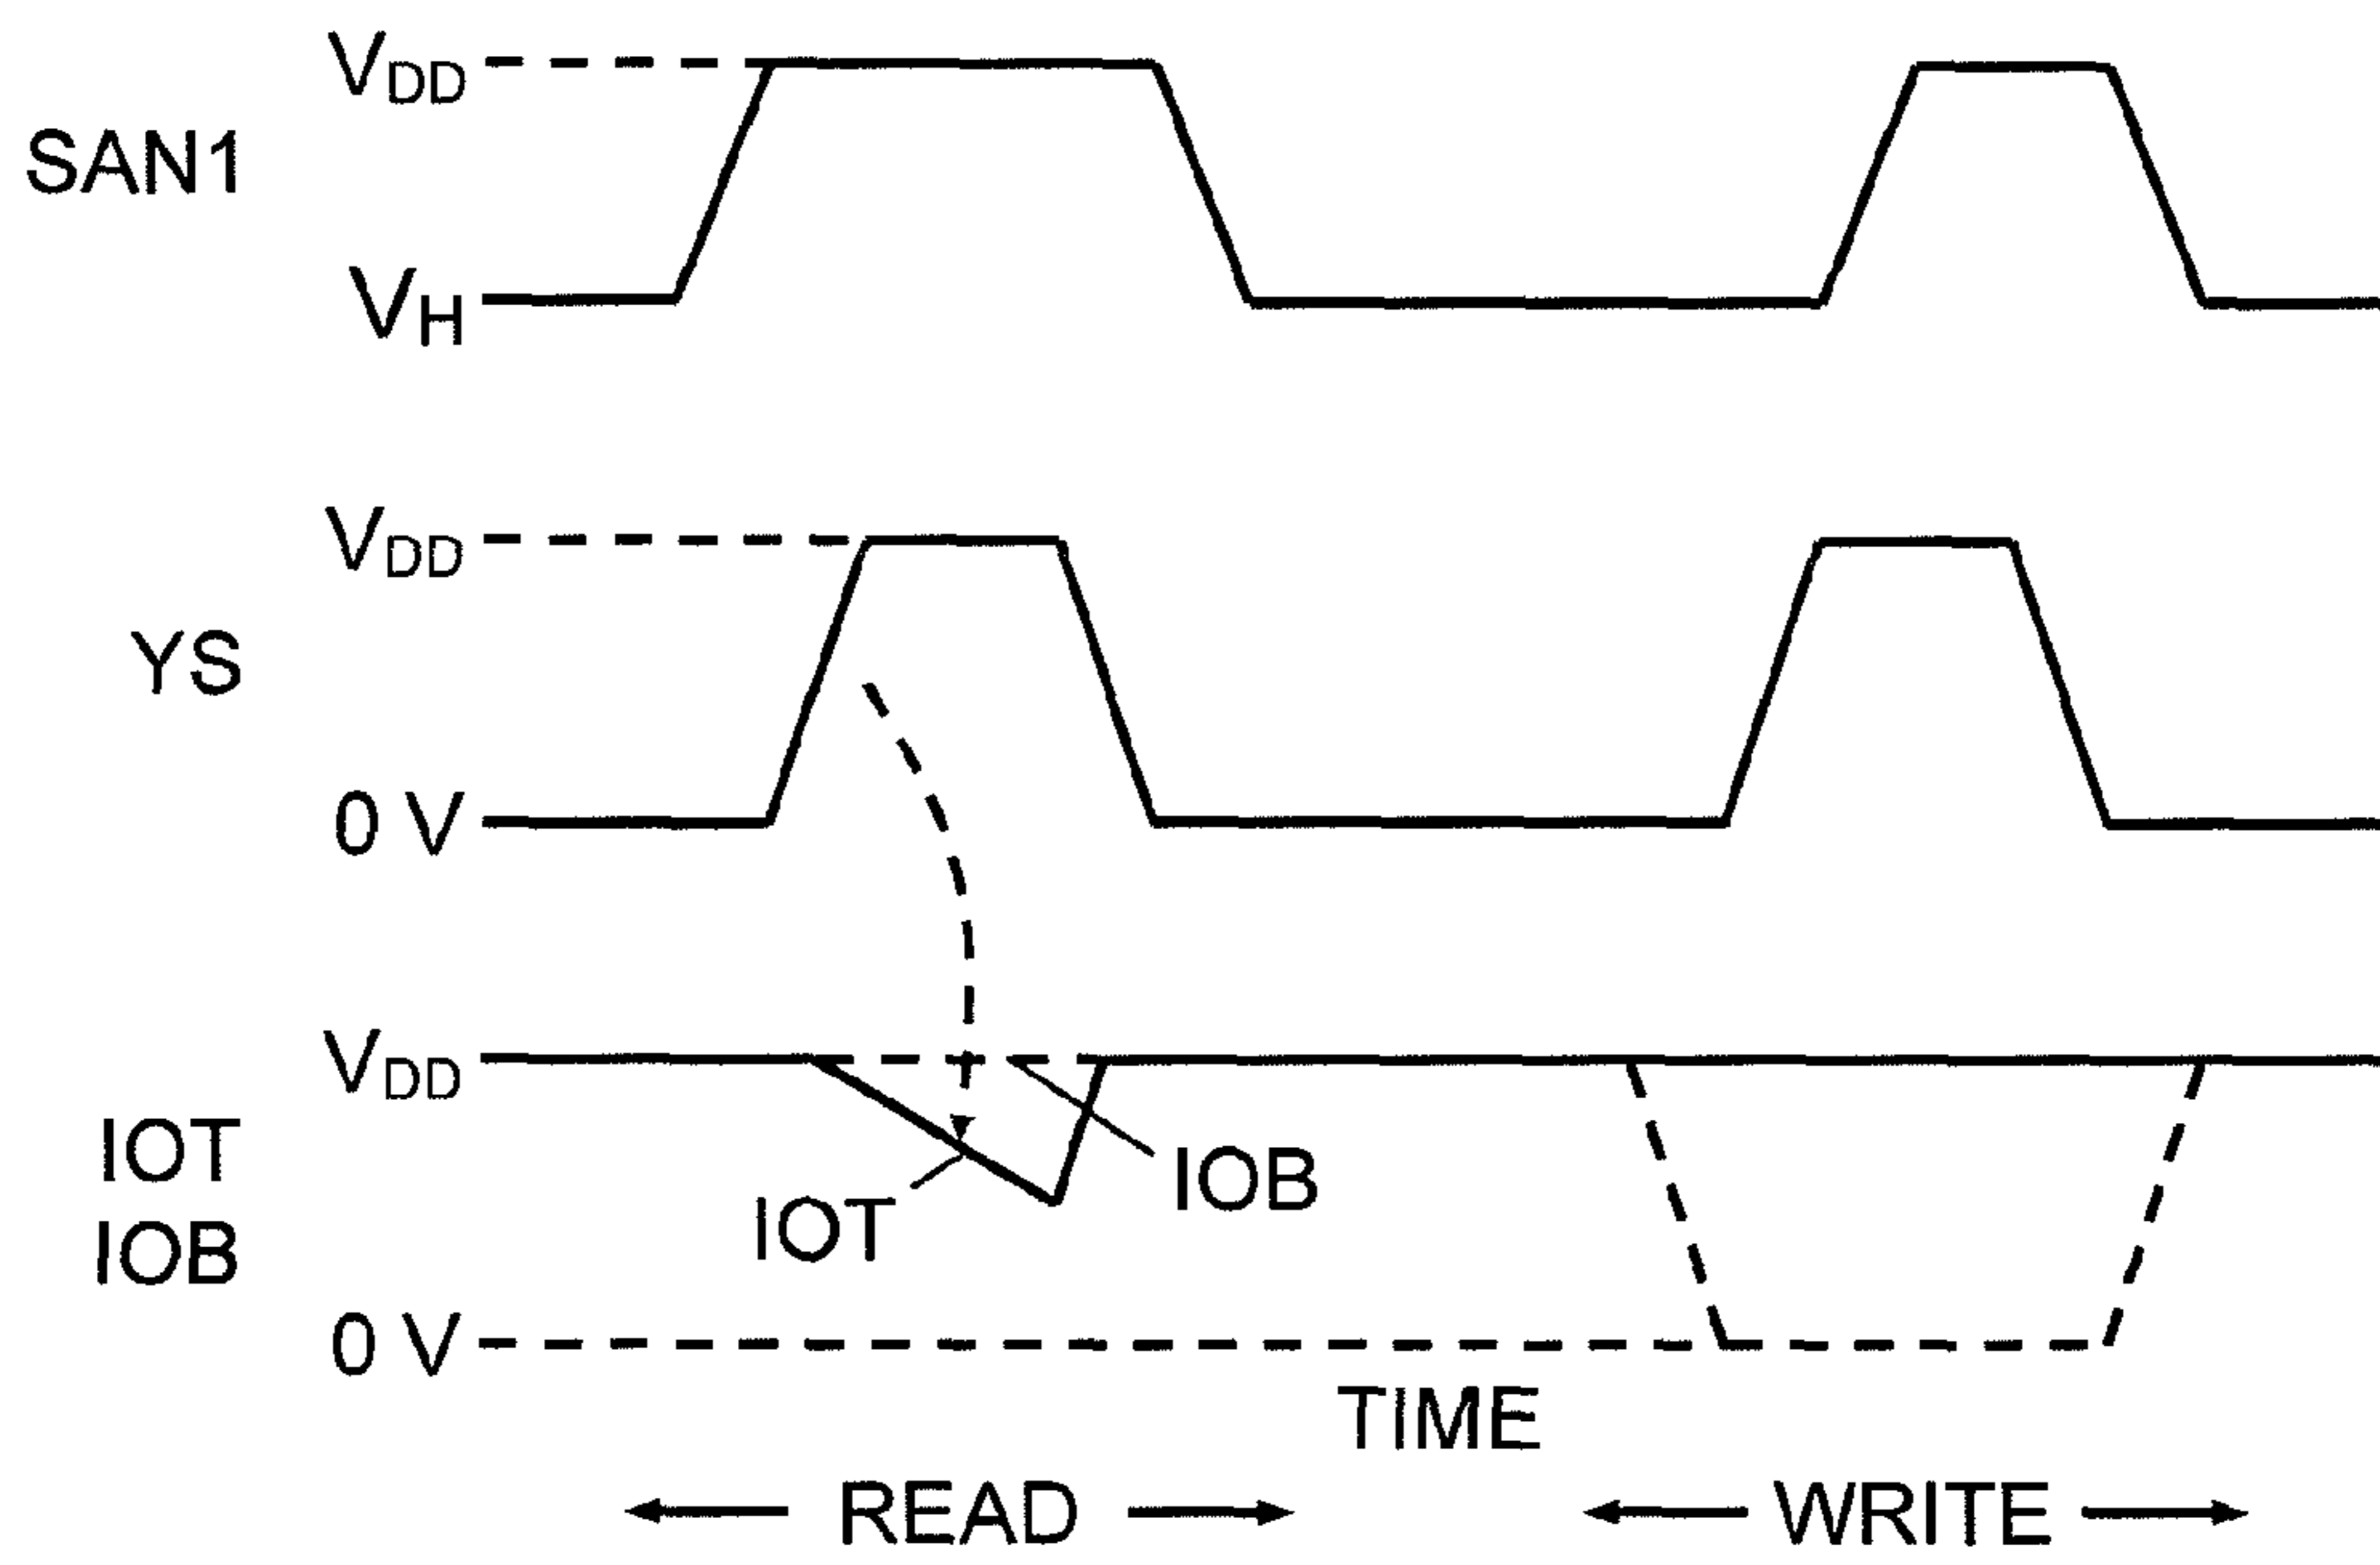 VDD
SAN1
VH
VDD
YS
0 V
VDD
IOT
IOB
IOT
IOB
0 V
TIME
READ
WRITE